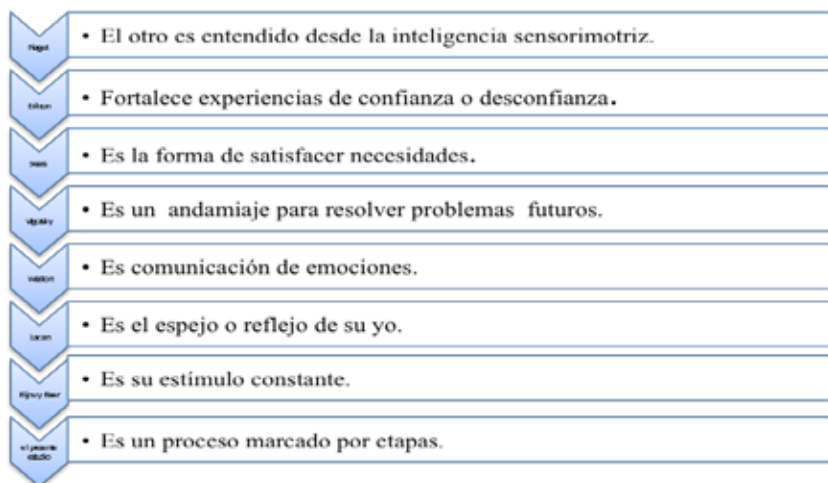 Piaget
• El otro es entendido desde la inteligencia sensorimotriz.
Erikson
• Fortalece experiencias de confianza o desconfianza.
• Es la forma de satisfacer necesidades.
Vigotsky
• Es un andamiaje para resolver problemas futuros.
Wallon
• Es comunicación de emociones.
Lacan
• Es el espejo o reflejo de su yo.
• Es su estímulo constante.
el presente
estudio
• Es un proceso marcado por etapas.